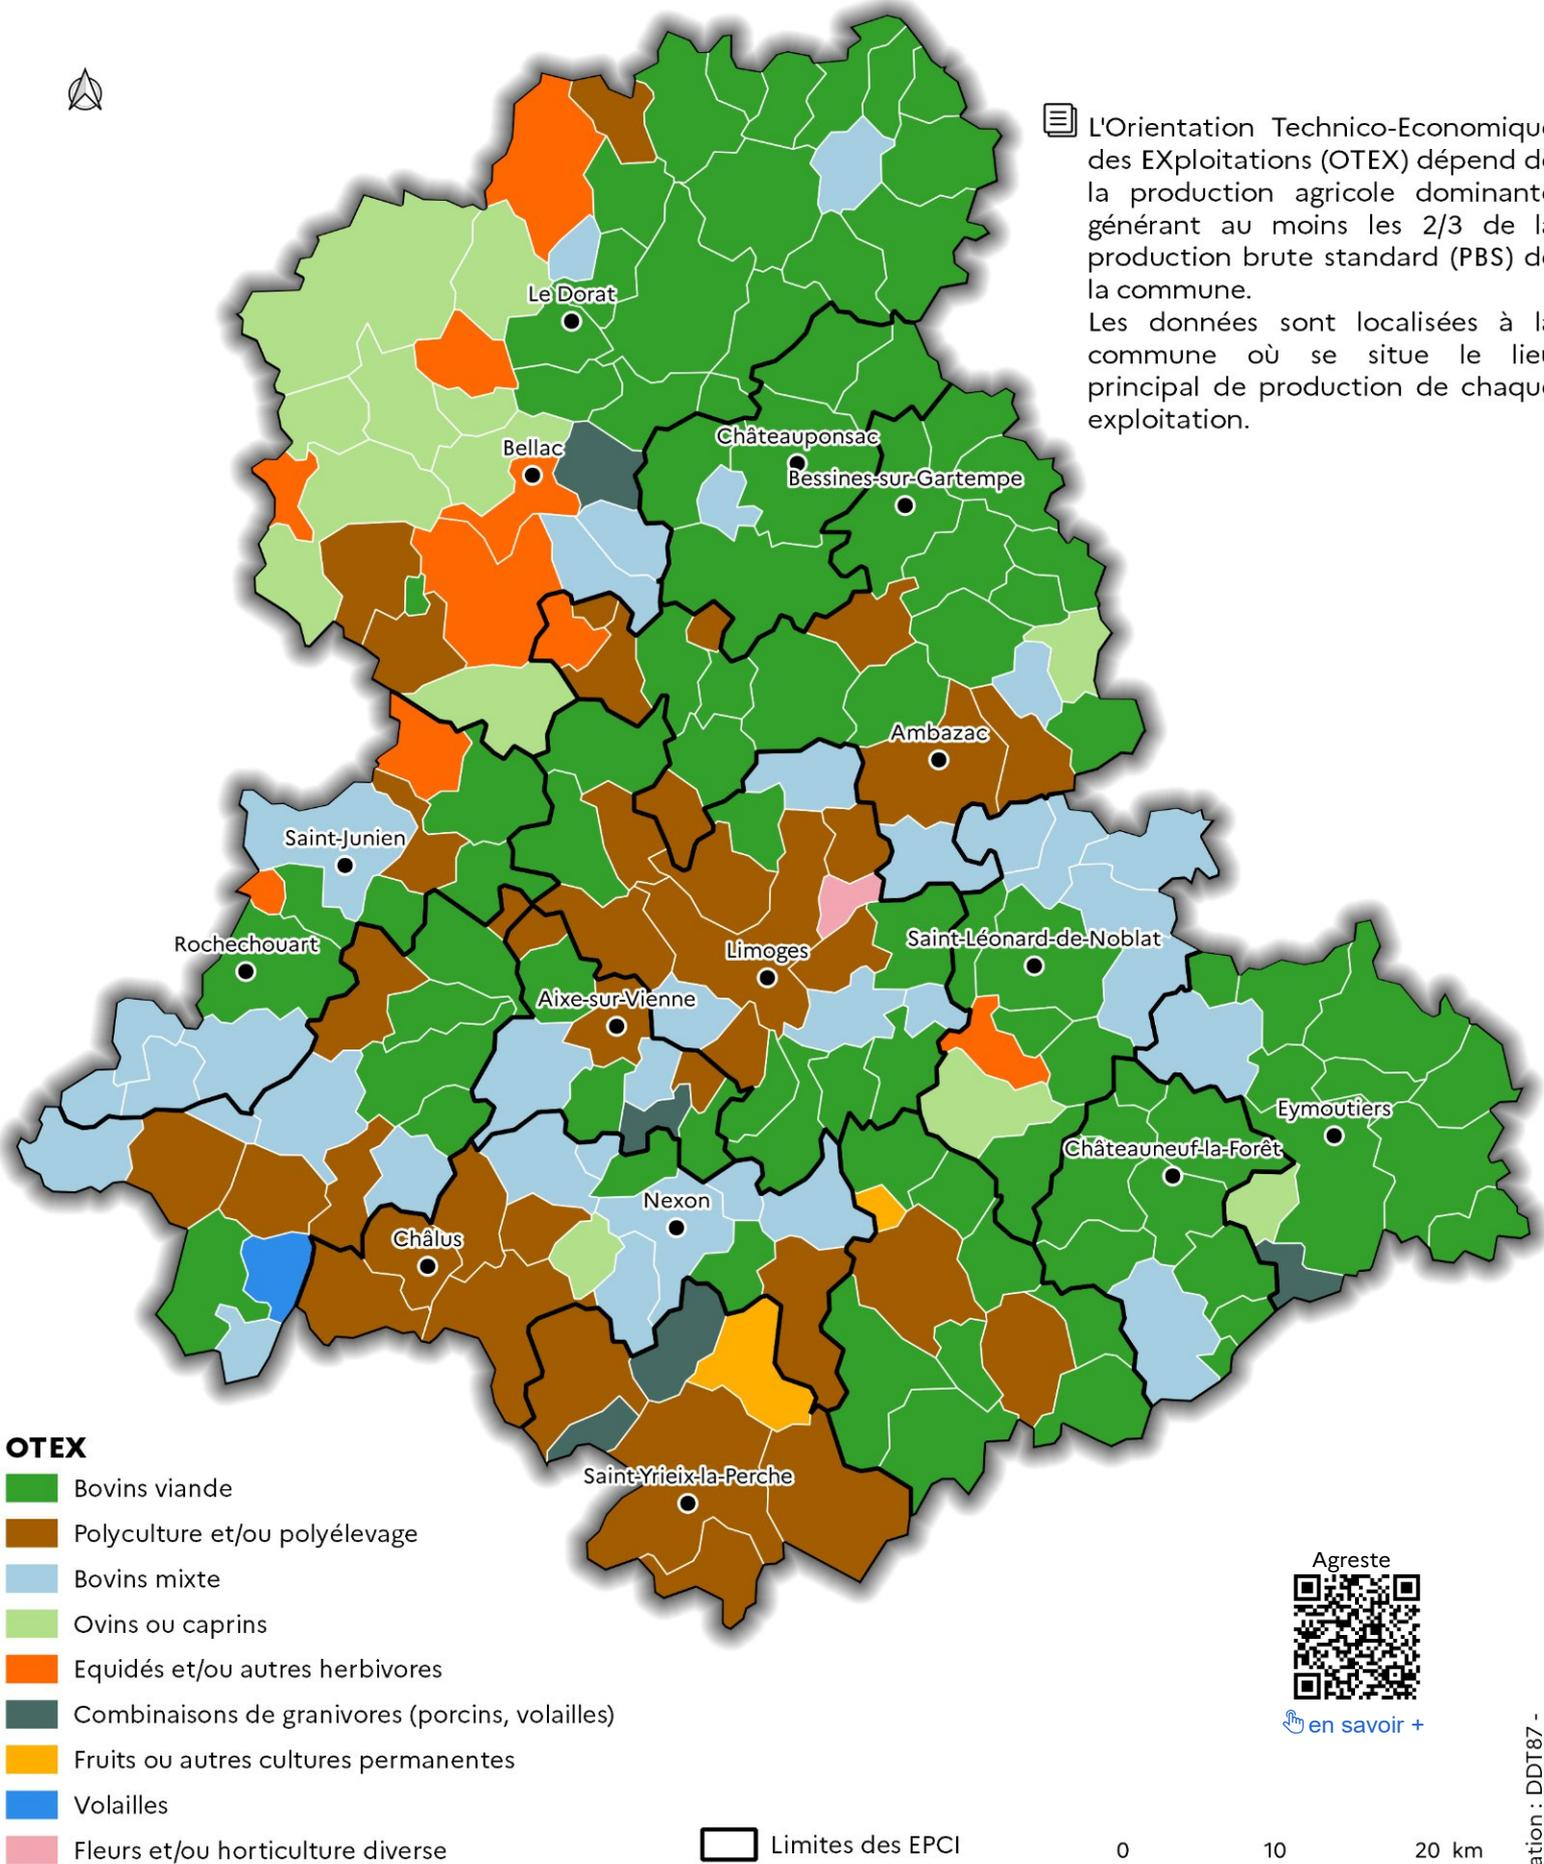 L'Orientation Technico-Economique
des EXploitations (OTEX) dépend de
la production agricole dominante
générant au moins les 2/3 de la
production brute standard (PBS) de
la commune.
Les données sont localisées à la
commune où se situe le lieu
principal de production de chaque
exploitation.
Le Dorat
Bellac
Châteauponsac
Bessines-sur-Gartempe
Ambazac
Saint-Junien
Rochechouart
Limoges
Saint-Léonard-de-Noblat
Aixe-sur-Vienne
Eymoutiers
Châteauneuf-la-Forêt
Nexon
Châlus
Saint-Yrieix-la-Perche
OTEX
Bovins viande
Polyculture et/ou polyélevage
Bovins mixte
Ovins ou caprins
Equidés et/ou autres herbivores
Combinaisons de granivores (porcins, volailles)
Fruits ou autres cultures permanentes
Volailles
Fleurs et/ou horticulture diverse
Limites des EPCI
Agreste
en savoir +
0 10 20 km
ation : DDT87 -